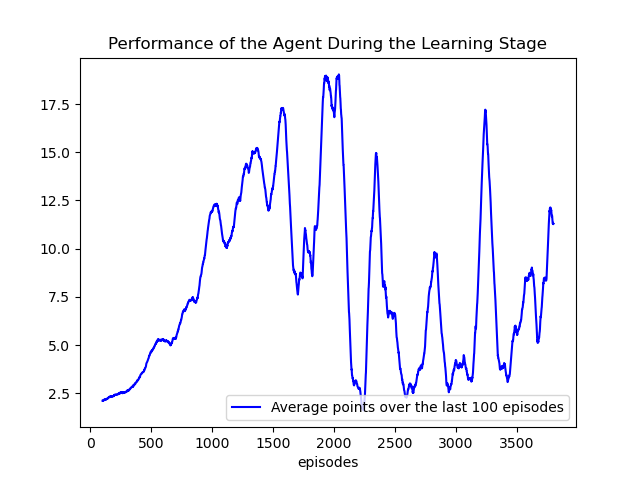 Performance of the Agent During the Learning Stage
17.5
15.0
12.5
10.0
7.5
5.0
2.5
Average points over the last 100 episodes
0 500 1000 1500 2000 2500 3000 3500
episodes